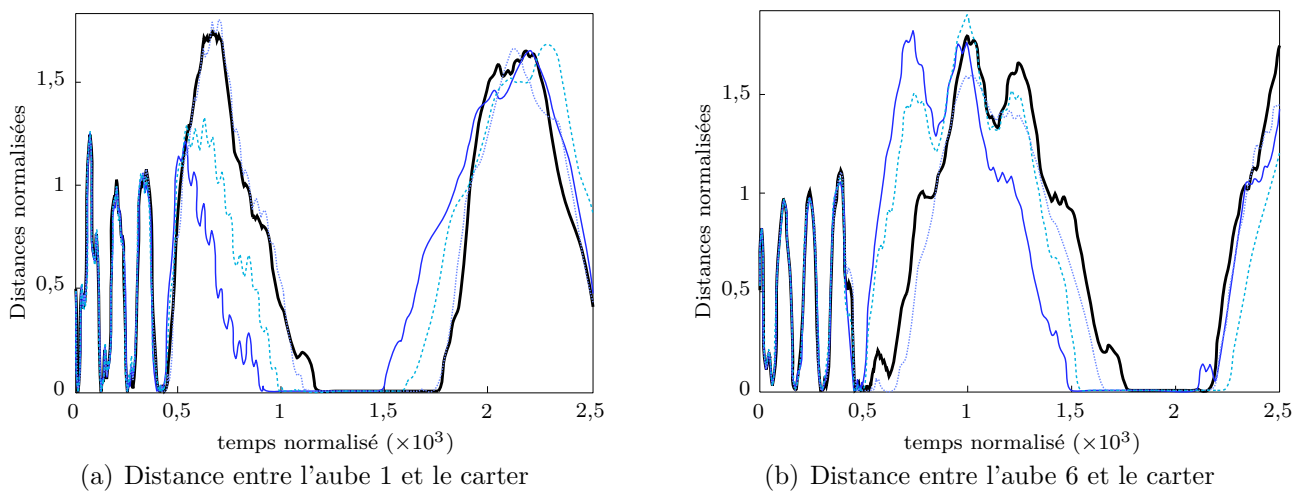 Distances normalisées
1,5
1
0,5
0
0 0,5 1 1,5 2 2,5
temps normalisé (×10³)
(a) Distance entre l'aube 1 et le carter
Distances normalisées
1,5
1
0,5
0
0 0,5 1 1,5 2 2,5
temps normalisé (×10³)
(b) Distance entre l'aube 6 et le carter